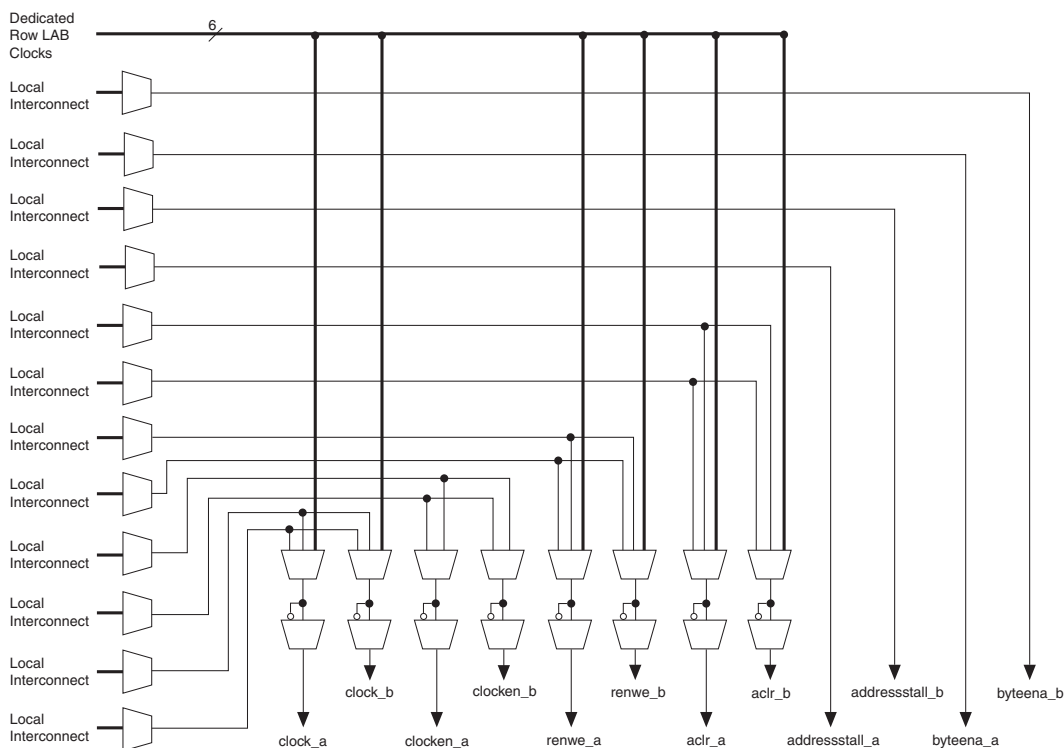 Dedicated
Row LAB
Clocks
6
Local
Interconnect
Local
Interconnect
Local
Interconnect
Local
Interconnect
Local
Interconnect
Local
Interconnect
Local
Interconnect
Local
Interconnect
Local
Interconnect
Local
Interconnect
Local
Interconnect
Local
Interconnect
clock_b
clocken_b
renwe_b
aclr_b
addressstall_b
byteena_b
clock_a
clocken_a
renwe_a
aclr_a
addressstall_a
byteena_a